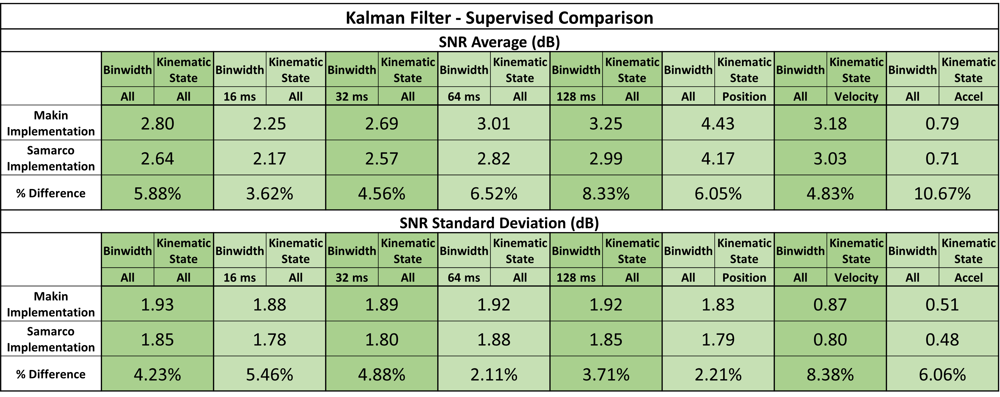 Kalman Filter - Supervised Comparison
SNR Average (dB)
Binwidth Kinematic State Binwidth Kinematic State Binwidth Kinematic State Binwidth Kinematic State Binwidth Kinematic State Binwidth Kinematic State Binwidth Kinematic State Binwidth Kinematic State
All All 16 ms All 32 ms All 64 ms All 128 ms All All Position All Velocity All Accel
Makin Implementation 2.80 2.25 2.69 3.01 3.25 4.43 3.18 0.79
Samarco Implementation 2.64 2.17 2.57 2.82 2.99 4.17 3.03 0.71
% Difference 5.88% 3.62% 4.56% 6.52% 8.33% 6.05% 4.83% 10.67%
SNR Standard Deviation (dB)
Binwidth Kinematic State Binwidth Kinematic State Binwidth Kinematic State Binwidth Kinematic State Binwidth Kinematic State Binwidth Kinematic State Binwidth Kinematic State Binwidth Kinematic State
All All 16 ms All 32 ms All 64 ms All 128 ms All All Position All Velocity All Accel
Makin Implementation 1.93 1.88 1.89 1.92 1.92 1.83 0.87 0.51
Samarco Implementation 1.85 1.78 1.80 1.88 1.85 1.79 0.80 0.48
% Difference 4.23% 5.46% 4.88% 2.11% 3.71% 2.21% 8.38% 6.06%